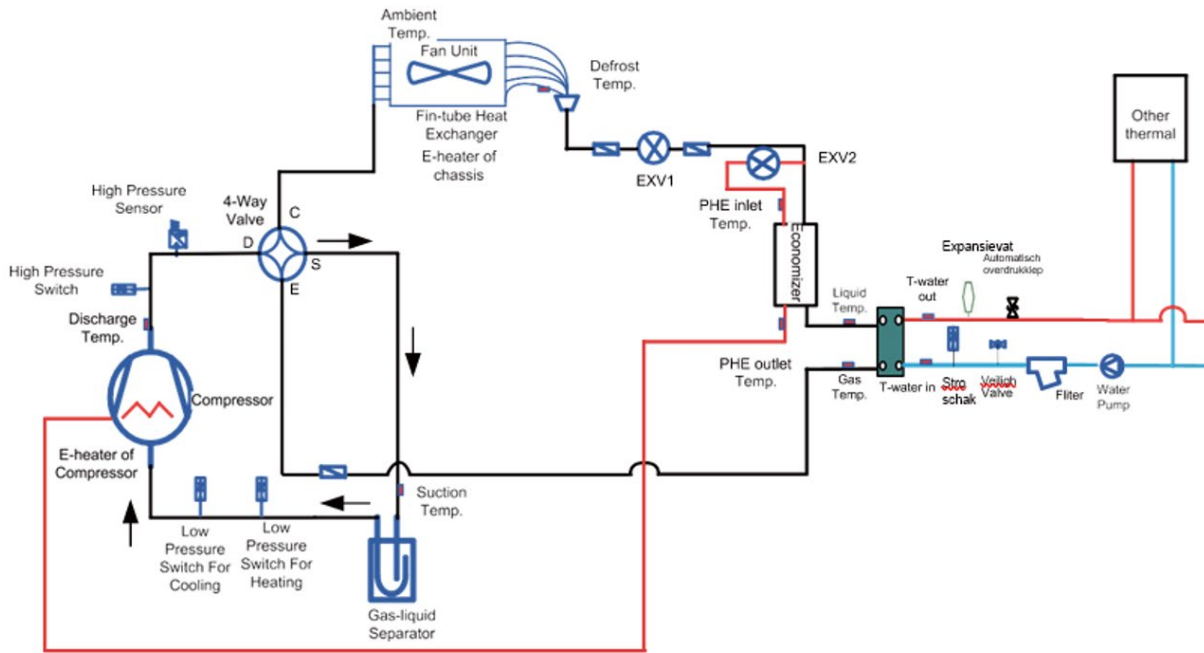 Ambient
Temp.
Fan Unit
Defrost
Temp.
Fin-tube Heat
Exchanger
E-heater of
chassis
EXV1
EXV2
Other
thermal
High Pressure
Sensor
4-Way
Valve
C
D
S
E
PHE inlet
Temp.
Economizer
High Pressure
Switch
Discharge
Temp.
Compressor
E-heater of
Compressor
Expansievat
Automatisch
overdrukklep
Liquid
Temp.
T-water
out
PHE outlet
Temp.
Gas
Temp.
T-water in
Stro
schak
Veiligh
Valve
Fliter
Water
Pump
Suction
Temp.
Low
Pressure
Switch For
Cooling
Low
Pressure
Switch For
Heating
Gas-liquid
Separator